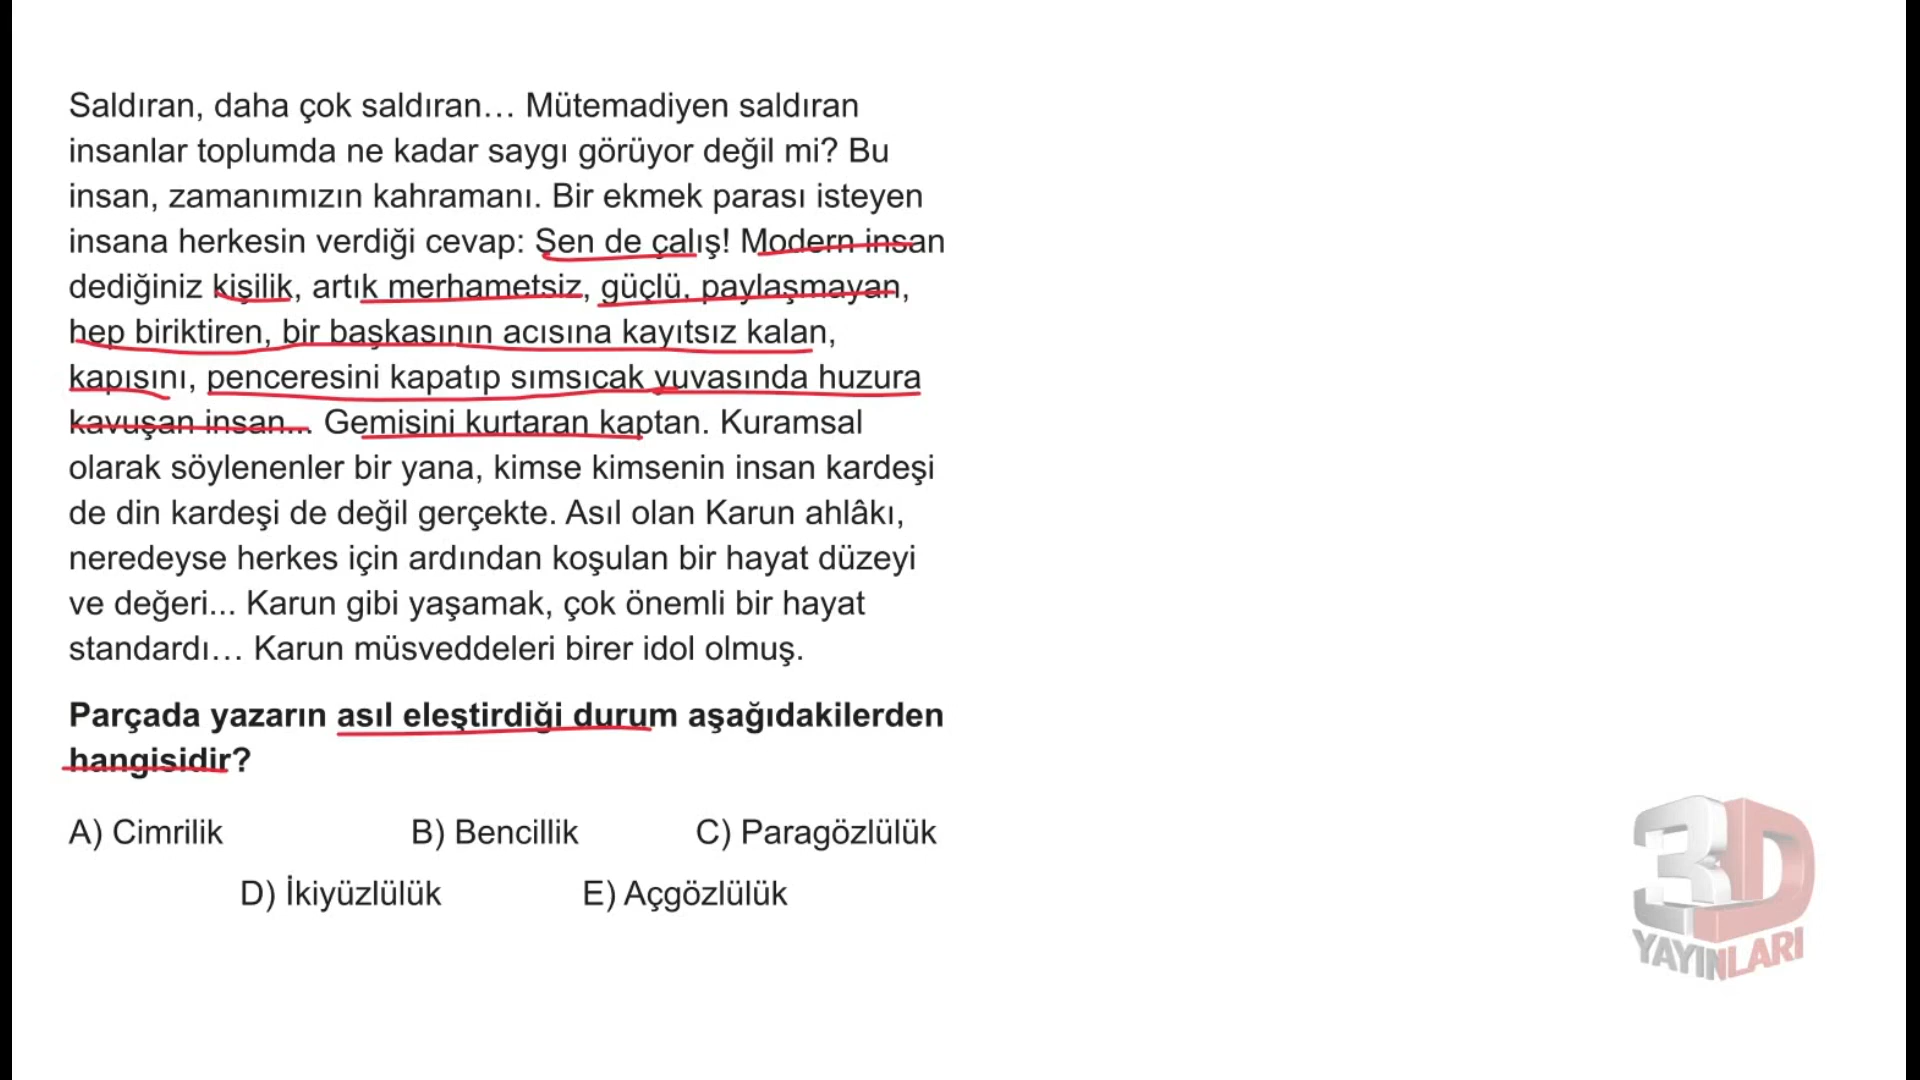 Saldıran, daha çok saldıran… Mütemadiyen saldıran
insanlar toplumda ne kadar saygı görüyor değil mi? Bu
insan, zamanımızın kahramanı. Bir ekmek parası isteyen
insana herkesin verdiği cevap: Sen de çalış! Modern insan
dediğiniz kişilik, artık merhametsiz, güçlü, paylaşmayan,
hep biriktiren, bir başkasının acısına kayıtsız kalan,
kapısını, penceresini kapatıp sımsıcak yuvasında huzura
kavuşan insan... Gemisini kurtaran kaptan. Kuramsal
olarak söylenenler bir yana, kimse kimsenin insan kardeşi
de din kardeşi de değil gerçekte. Asıl olan Karun ahlâkı,
neredeyse herkes için ardından koşulan bir hayat düzeyi
ve değeri... Karun gibi yaşamak, çok önemli bir hayat
standardı… Karun müsveddeleri birer idol olmuş.
Parçada yazarın asıl eleştirdiği durum aşağıdakilerden
hangisidir?
A) Cimrilik B) Bencillik C) Paragözlülük
D) İkiyüzlülük E) Açgözlülük
3D
YAYINLARI